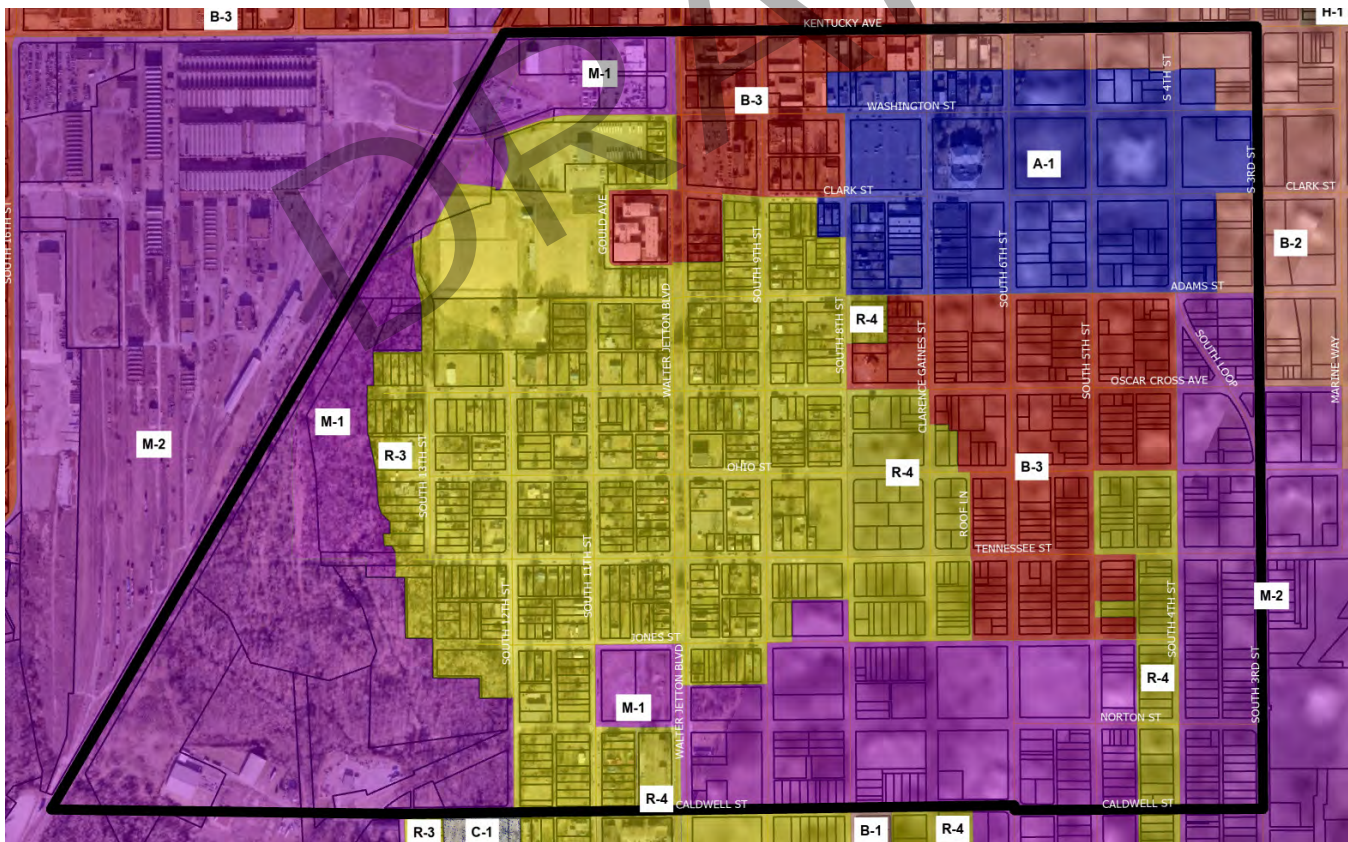 B-3
H-1
KENTUCKY AVE
M-1
S 4TH ST
B-3
WASHINGTON ST
A-1
S 3RD ST
CLARK ST
CLARK ST
SOUTH 16TH ST
GOULD AVE
SOUTH 9TH ST
SOUTH 6TH ST
B-2
ADAMS ST
WALTER JETTON BLVD
SOUTH 8TH ST
R-4
CLARENCE GAINES ST
SOUTH 5TH ST
SOUTH LOOP
MARINE WAY
OSCAR CROSS AVE
M-1
M-2
R-3
SOUTH 13TH ST
OHIO ST
R-4
B-3
ROOF LN
TENNESSEE ST
SOUTH 11TH ST
SOUTH 12TH ST
M-2
SOUTH 4TH ST
JONES ST
WALTER JETTON BLVD
R-4
SOUTH 3RD ST
M-1
NORTON ST
R-4
CALDWELL ST
CALDWELL ST
R-3
C-1
B-1
R-4
DRA